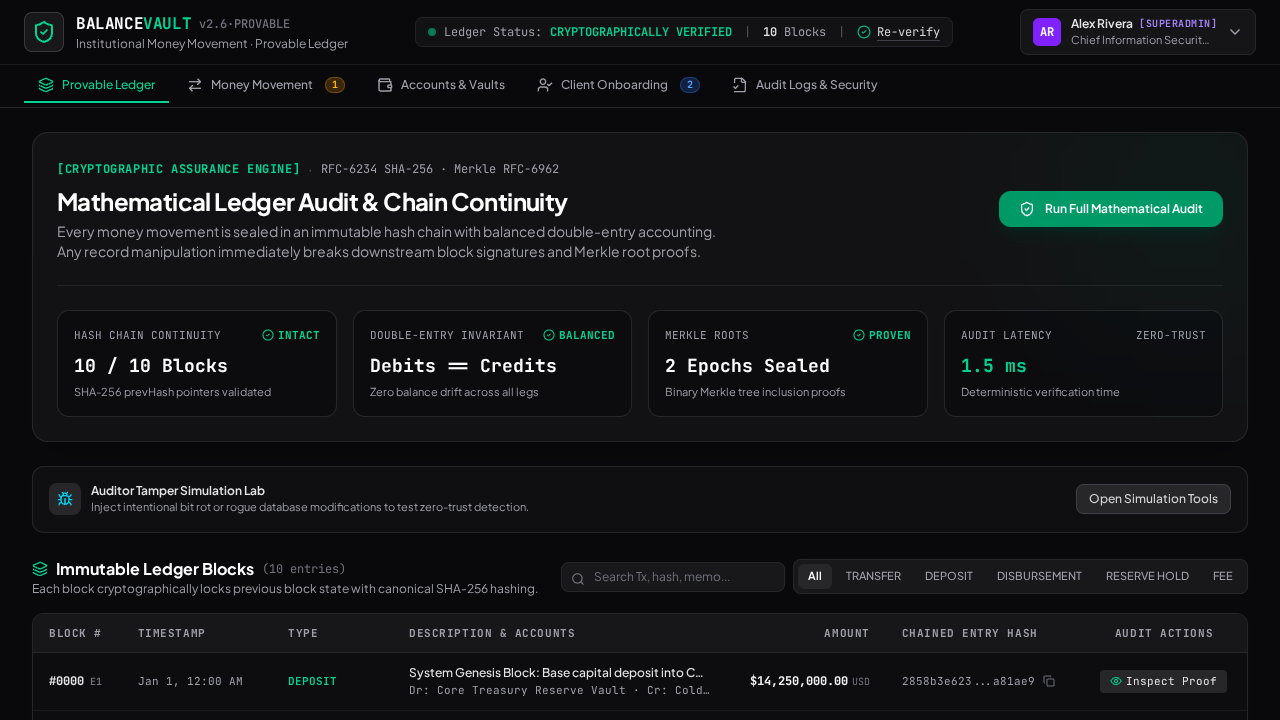 BALANCEVAULT v2.6·PROVABLE
Institutional Money Movement · Provable Ledger
Ledger Status: CRYPTOGRAPHICALLY VERIFIED | 10 Blocks | Re-verify
AR
Alex Rivera [SUPERADMIN]
Chief Information Securit…
Provable Ledger
Money Movement 1
Accounts & Vaults
Client Onboarding 2
Audit Logs & Security
[CRYPTOGRAPHIC ASSURANCE ENGINE] · RFC-6234 SHA-256 · Merkle RFC-6962
Mathematical Ledger Audit & Chain Continuity
Every money movement is sealed in an immutable hash chain with balanced double-entry accounting.
Any record manipulation immediately breaks downstream block signatures and Merkle root proofs.
Run Full Mathematical Audit
HASH CHAIN CONTINUITY INTACT
10 / 10 Blocks
SHA-256 prevHash pointers validated
DOUBLE-ENTRY INVARIANT BALANCED
Debits == Credits
Zero balance drift across all legs
MERKLE ROOTS PROVEN
2 Epochs Sealed
Binary Merkle tree inclusion proofs
AUDIT LATENCY ZERO-TRUST
1.5 ms
Deterministic verification time
Auditor Tamper Simulation Lab
Inject intentional bit rot or rogue database modifications to test zero-trust detection.
Open Simulation Tools
Immutable Ledger Blocks (10 entries)
Each block cryptographically locks previous block state with canonical SHA-256 hashing.
Search Tx, hash, memo...
All TRANSFER DEPOSIT DISBURSEMENT RESERVE HOLD FEE
BLOCK # TIMESTAMP TYPE DESCRIPTION & ACCOUNTS AMOUNT CHAINED ENTRY HASH AUDIT ACTIONS
#0000 E1 Jan 1, 12:00 AM DEPOSIT System Genesis Block: Base capital deposit into C… $14,250,000.00 USD 2858b3e623...a81ae9 Inspect Proof
Dr: Core Treasury Reserve Vault · Cr: Cold…